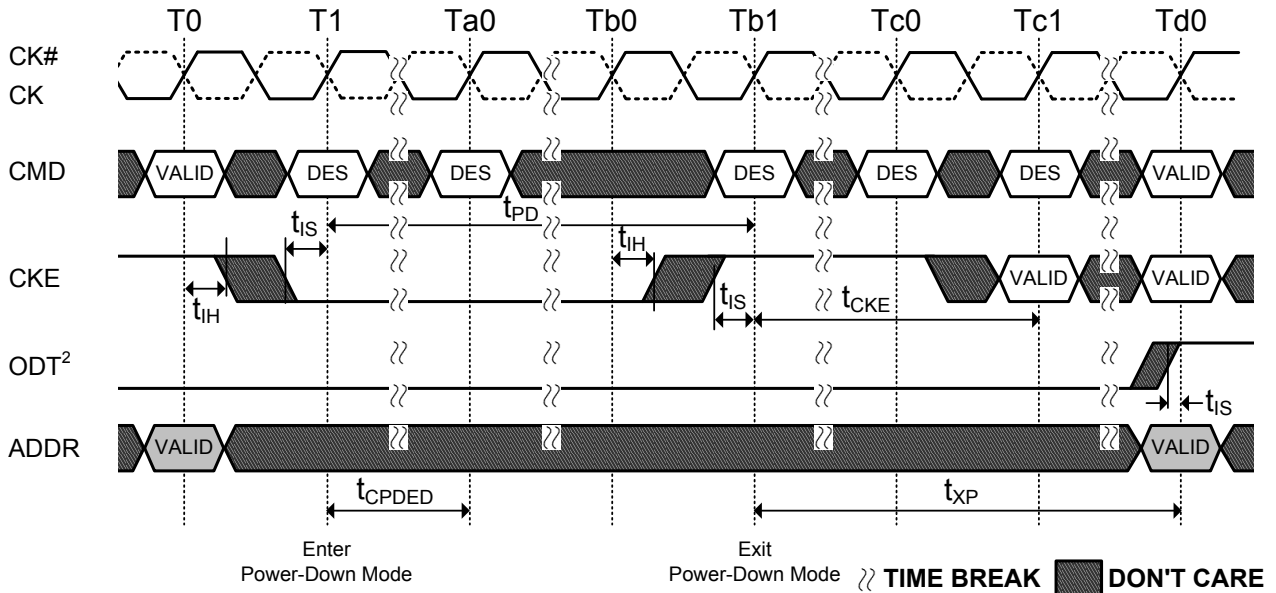 T0 T1 Ta0 Tb0 Tb1 Tc0 Tc1 Td0
CK#
CK
CMD VALID DES DES DES DES DES VALID
tPD
tIS tIH
CKE VALID VALID
tIH tIS tCKE
ODT2
tIS
ADDR VALID VALID
tCPDED tXP
Enter
Power-Down Mode
Exit
Power-Down Mode
TIME BREAK DON'T CARE